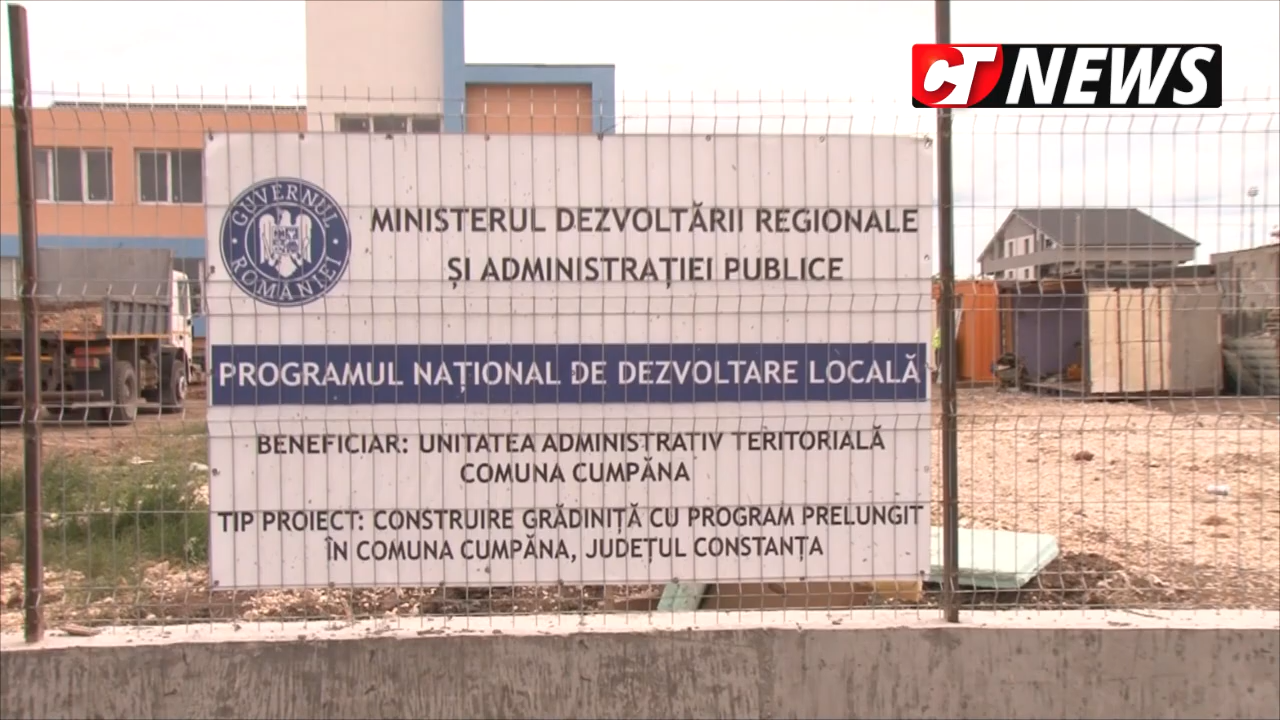 CT NEWS
GUVERNUL ROMÂNIEI
MINISTERUL DEZVOLTĂRII REGIONALE
ȘI ADMINISTRAȚIEI PUBLICE
PROGRAMUL NAȚIONAL DE DEZVOLTARE LOCALĂ
BENEFICIAR: UNITATEA ADMINISTRATIV TERITORIALĂ
COMUNA CUMPĂNA
TIP PROIECT: CONSTRUIRE GRĂDINIȚĂ CU PROGRAM PRELUNGIT
ÎN COMUNA CUMPĂNA, JUDEȚUL CONSTANȚA